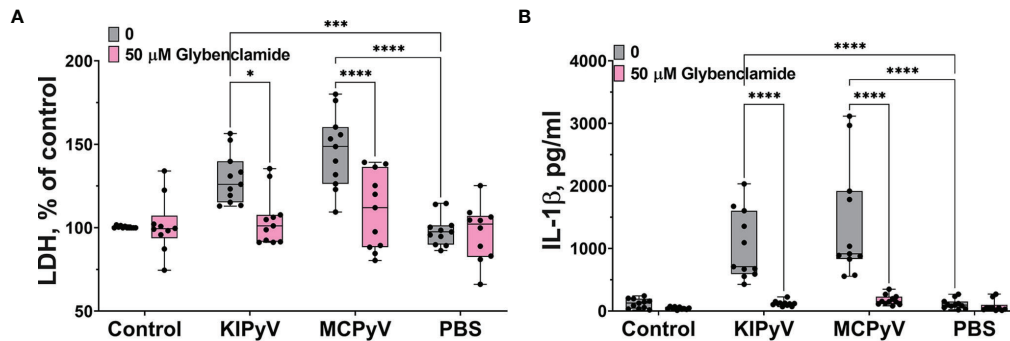 A
0
50 μM Glybenclamide
***
****
*
****
LDH, % of control
200
150
100
50
Control KIPyV MCPyV PBS
B
0
50 μM Glybenclamide
****
****
****
****
IL-1β, pg/ml
4000
3000
2000
1000
0
Control KIPyV MCPyV PBS